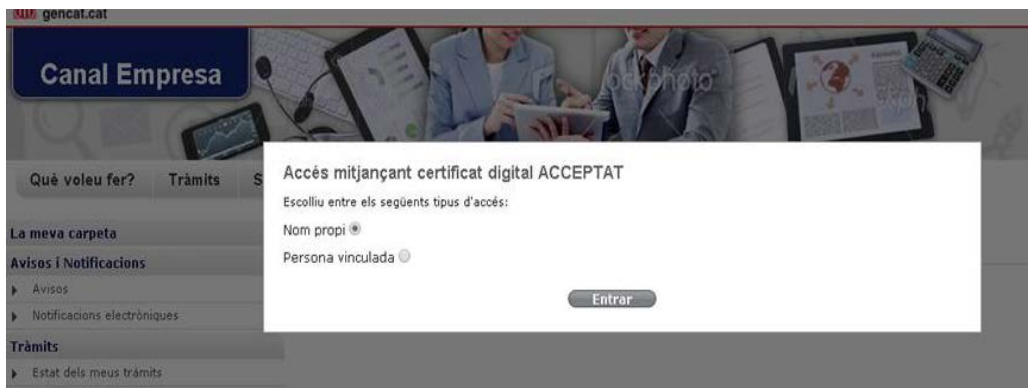 gencat.cat
Canal Empresa
Què voleu fer? Tràmits S
La meva carpeta
Avisos i Notificacions
Avisos
Notificacions electròniques
Tràmits
Estat dels meus tràmits
Accés mitjançant certificat digital ACCEPTAT
Escolliu entre els següents tipus d'accés:
Nom propi
Persona vinculada
Entrar